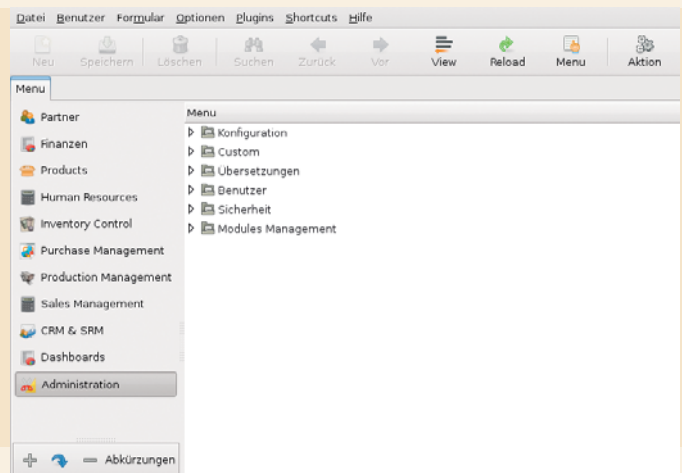 Datei Benutzer Formular Optionen Plugins Shortcuts Hilfe
Neu Speichern Löschen Suchen Zurück Vor View Reload Menu Aktion
Menu
Partner
Finanzen
Products
Human Resources
Inventory Control
Purchase Management
Production Management
Sales Management
CRM & SRM
Dashboards
Administration
Abkürzungen
Menu
Konfiguration
Custom
Übersetzungen
Benutzer
Sicherheit
Modules Management